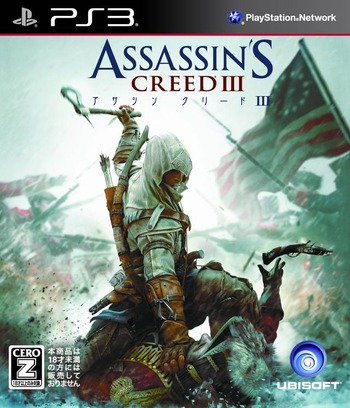 PS3
PlayStation®Network
ASSASSIN'S
CREED III
アサシン クリード III
CERO
Z
本商品は
18才未満
の方には
販売して
おりません
UBISOFT